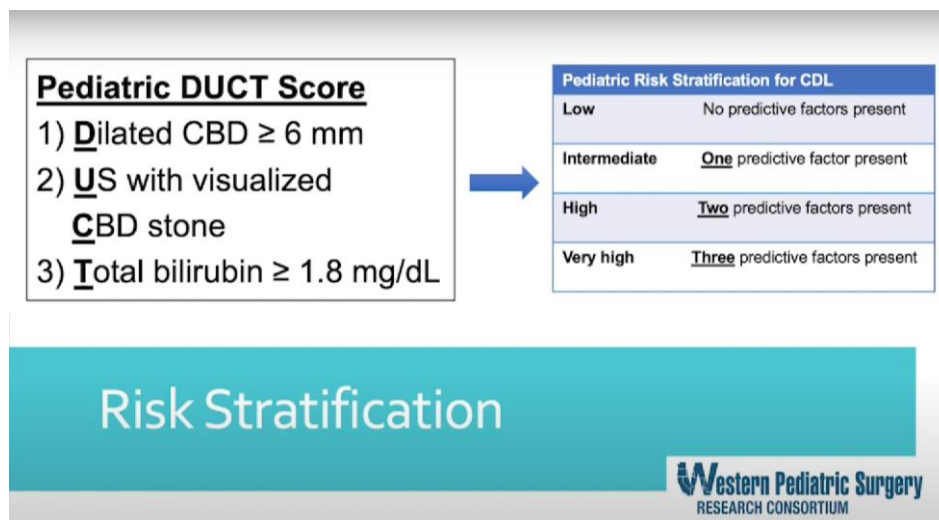 Pediatric DUCT Score
1) Dilated CBD ≥ 6 mm
2) US with visualized
CBD stone
3) Total bilirubin ≥ 1.8 mg/dL
Pediatric Risk Stratification for CDL
Low No predictive factors present
Intermediate One predictive factor present
High Two predictive factors present
Very high Three predictive factors present
Risk Stratification
Western Pediatric Surgery
RESEARCH CONSORTIUM